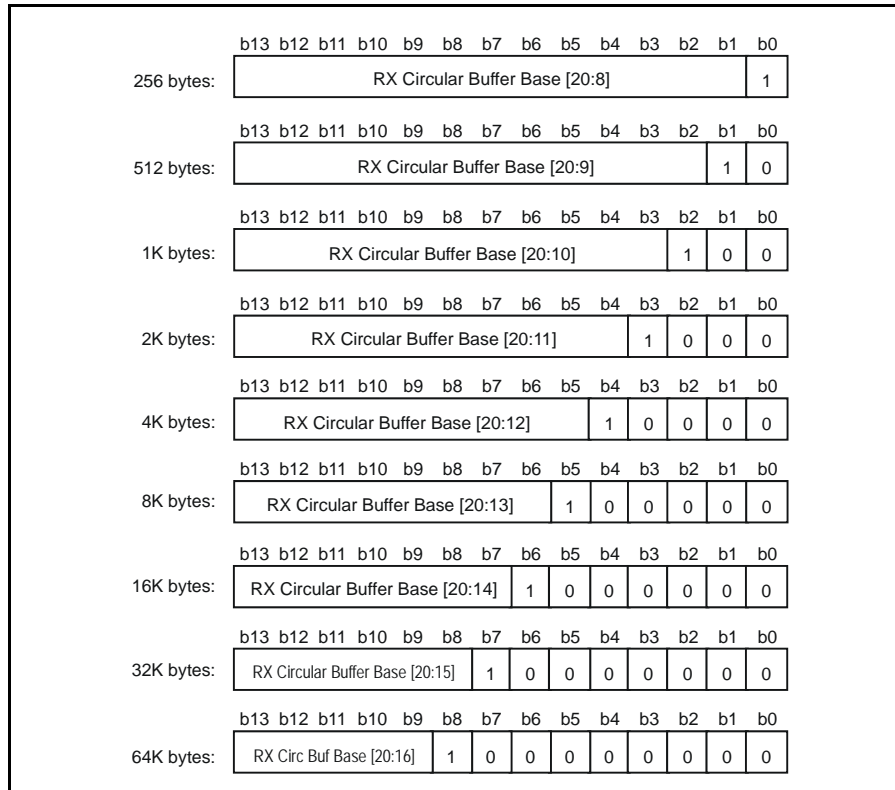 b13 b12 b11 b10 b9 b8 b7 b6 b5 b4 b3 b2 b1 b0
256 bytes: RX Circular Buffer Base [20:8] 1
b13 b12 b11 b10 b9 b8 b7 b6 b5 b4 b3 b2 b1 b0
512 bytes: RX Circular Buffer Base [20:9] 1 0
b13 b12 b11 b10 b9 b8 b7 b6 b5 b4 b3 b2 b1 b0
1K bytes: RX Circular Buffer Base [20:10] 1 0 0
b13 b12 b11 b10 b9 b8 b7 b6 b5 b4 b3 b2 b1 b0
2K bytes: RX Circular Buffer Base [20:11] 1 0 0 0
b13 b12 b11 b10 b9 b8 b7 b6 b5 b4 b3 b2 b1 b0
4K bytes: RX Circular Buffer Base [20:12] 1 0 0 0 0
b13 b12 b11 b10 b9 b8 b7 b6 b5 b4 b3 b2 b1 b0
8K bytes: RX Circular Buffer Base [20:13] 1 0 0 0 0 0
b13 b12 b11 b10 b9 b8 b7 b6 b5 b4 b3 b2 b1 b0
16K bytes: RX Circular Buffer Base [20:14] 1 0 0 0 0 0 0
b13 b12 b11 b10 b9 b8 b7 b6 b5 b4 b3 b2 b1 b0
32K bytes: RX Circular Buffer Base [20:15] 1 0 0 0 0 0 0 0
b13 b12 b11 b10 b9 b8 b7 b6 b5 b4 b3 b2 b1 b0
64K bytes: RX Circ Buf Base [20:16] 1 0 0 0 0 0 0 0 0